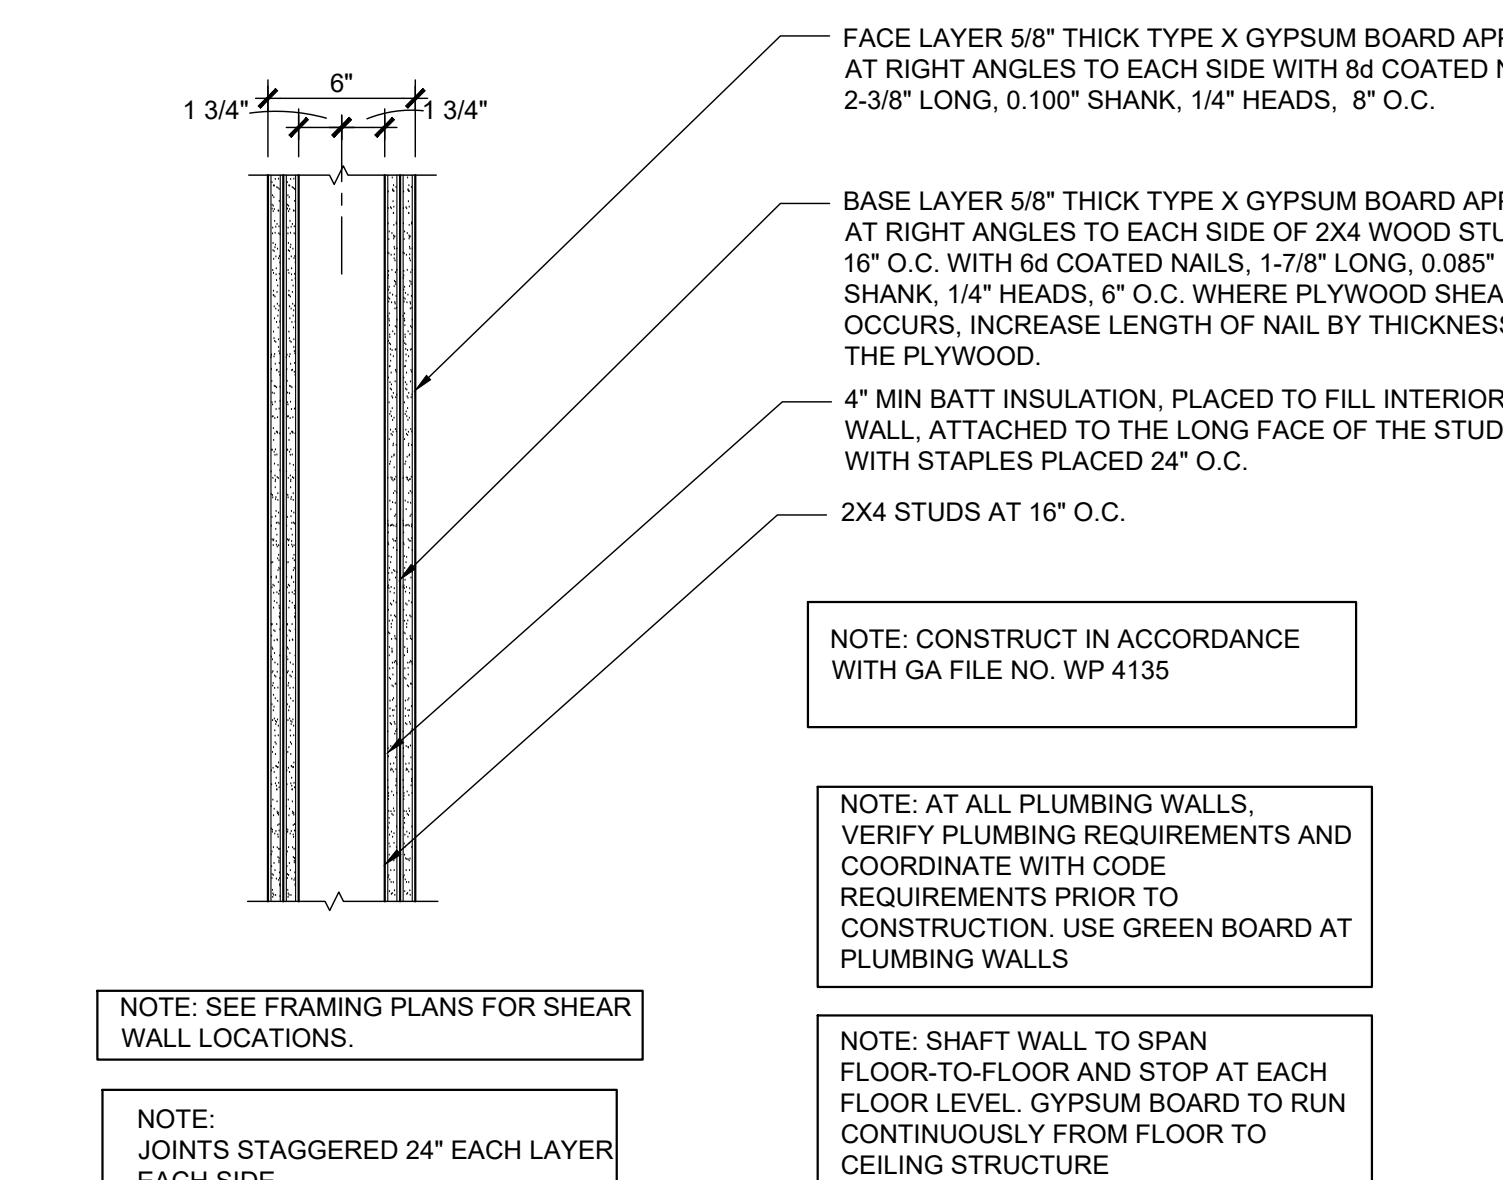 6"
1 3/4"
1 3/4"
FACE LAYER 5/8" THICK TYPE X GYPSUM BOARD
AT RIGHT ANGLES TO EACH SIDE WITH 8d COATED
2-3/8" LONG, 0.100" SHANK, 1/4" HEADS, 8" O.C.
BASE LAYER 5/8" THICK TYPE X GYPSUM BOARD
AT RIGHT ANGLES TO EACH SIDE OF 2X4 WOOD
16" O.C. WITH 6d COATED NAILS, 1-7/8" LONG, 0.085"
SHANK, 1/4" HEADS, 6" O.C. WHERE PLYWOOD
OCCURS, INCREASE LENGTH OF NAIL BY THICKNESS
THE PLYWOOD.
4" MIN BATT INSULATION, PLACED TO FILL INTERIOR
WALL, ATTACHED TO THE LONG FACE OF THE STUD
WITH STAPLES PLACED 24" O.C.
2X4 STUDS AT 16" O.C.
NOTE: CONSTRUCT IN ACCORDANCE
WITH GA FILE NO. WP 4135
NOTE: AT ALL PLUMBING WALLS,
VERIFY PLUMBING REQUIREMENTS AND
COORDINATE WITH CODE
REQUIREMENTS PRIOR TO
CONSTRUCTION. USE GREEN BOARD AT
PLUMBING WALLS
NOTE: SEE FRAMING PLANS FOR SHEAR
WALL LOCATIONS.
NOTE: SHAFT WALL TO SPAN
FLOOR-TO-FLOOR AND STOP AT EACH
FLOOR LEVEL. GYPSUM BOARD TO RUN
CONTINUOUSLY FROM FLOOR TO
CEILING STRUCTURE
NOTE:
JOINTS STAGGERED 24" EACH LAYER
EACH SIDE